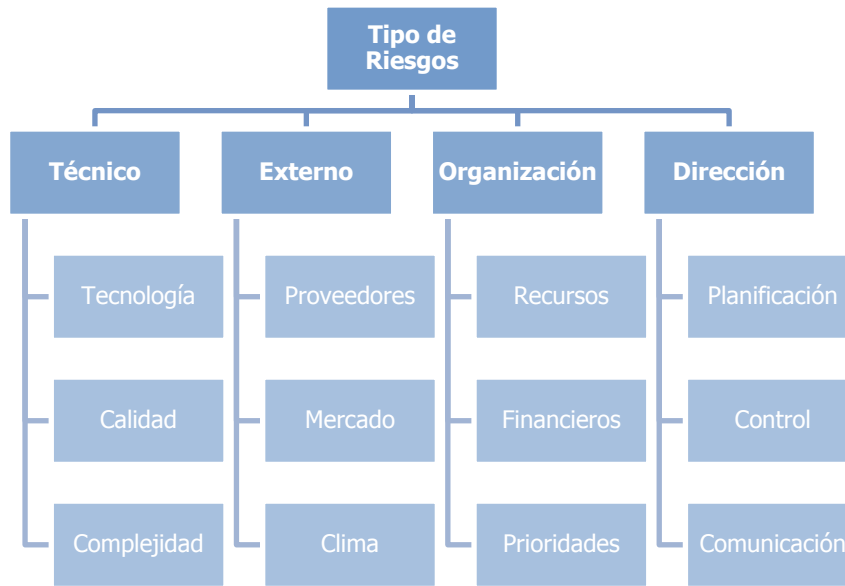 Tipo de
Riesgos
Técnico
Externo
Organización
Dirección
Tecnología
Proveedores
Recursos
Planificación
Calidad
Mercado
Financieros
Control
Complejidad
Clima
Prioridades
Comunicación